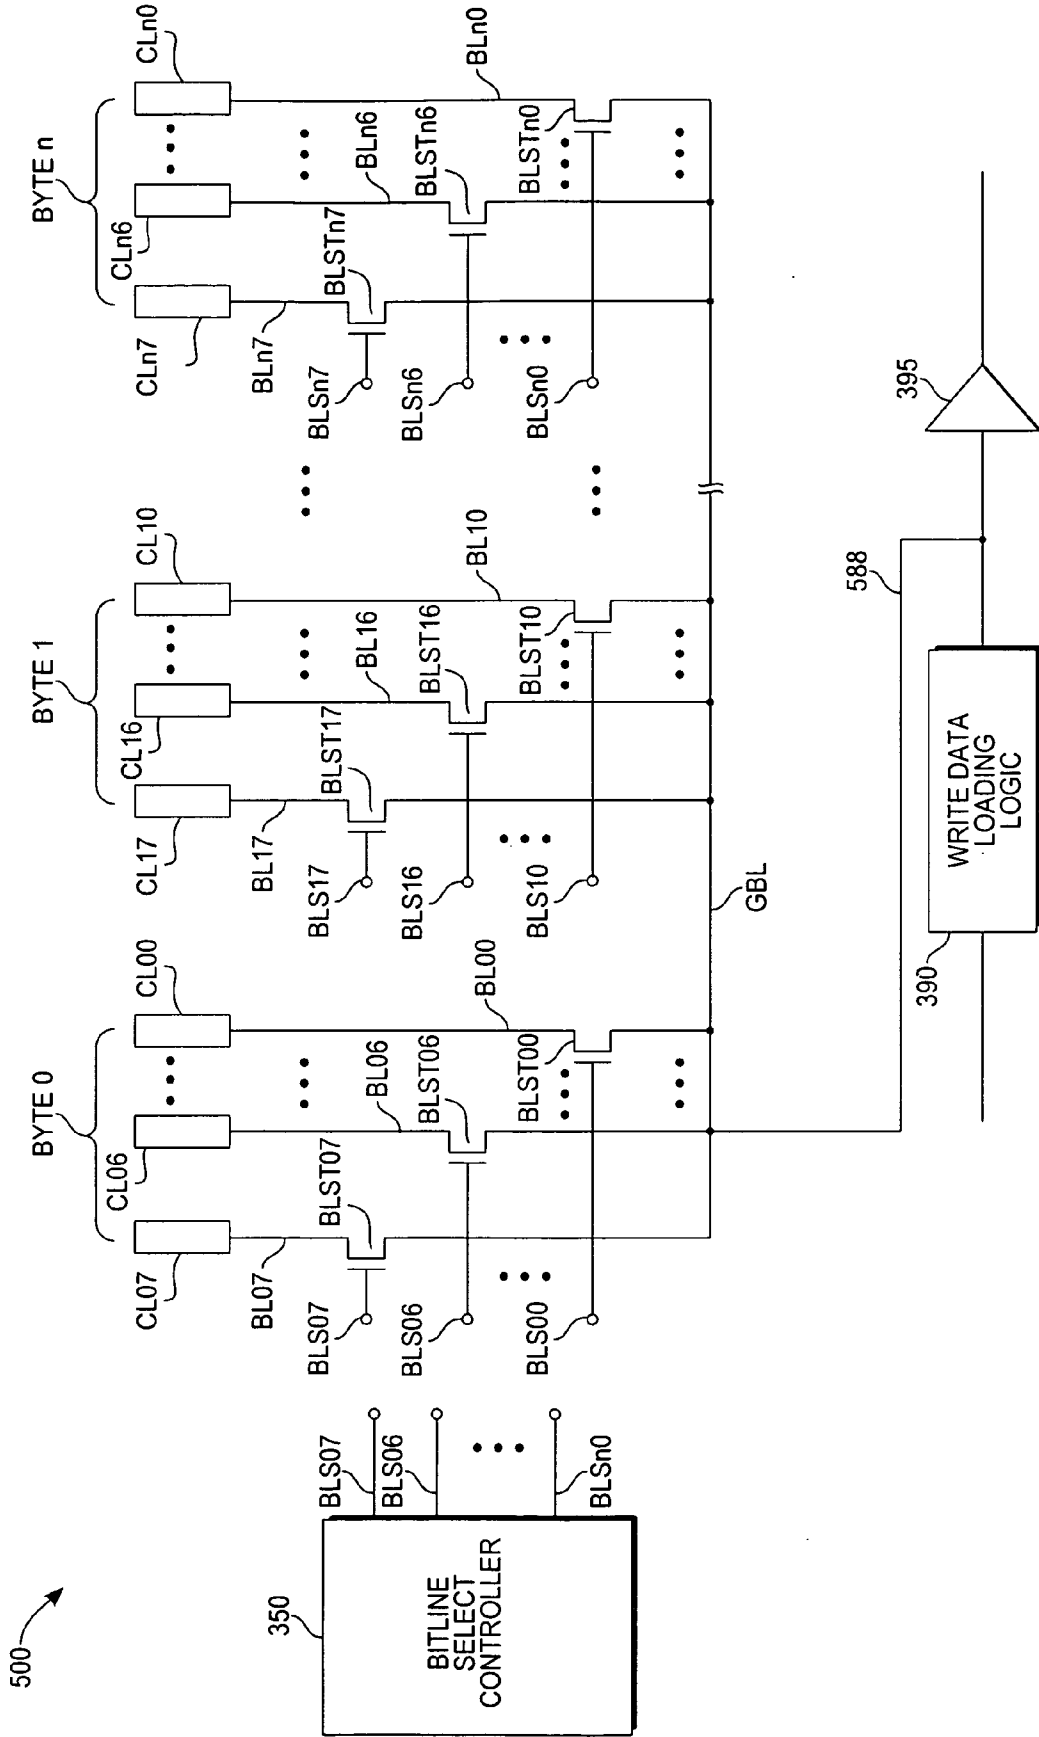 500
350
BITLINE
SELECT
CONTROLLER
BLS07
BLS06
BLSn0
BYTE 0
CL07
CL06
CL00
BL07
BL06
BL00
BLST07
BLST06
BLST00
BLS07
BLS06
BLS00
BYTE 1
CL17
CL16
CL10
BL17
BL16
BL10
BLST17
BLST16
BLST10
BLS17
BLS16
BLS10
BYTE n
CLn7
CLn6
CLn0
BLn7
BLn6
BLn0
BLSTn7
BLSTn6
BLSTn0
BLSn7
BLSn6
BLSn0
GBL
588
390
WRITE DATA
LOADING
LOGIC
395